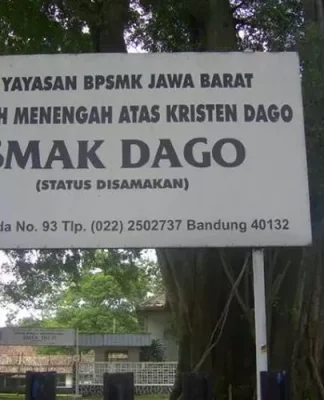 YAYASAN BPSMK JAWA BARAT
H MENENGAH ATAS KRISTEN DAGO
SMAK DAGO
(STATUS DISAMAKAN)
da No. 93 Tlp. (022) 2502737 Bandung 40132